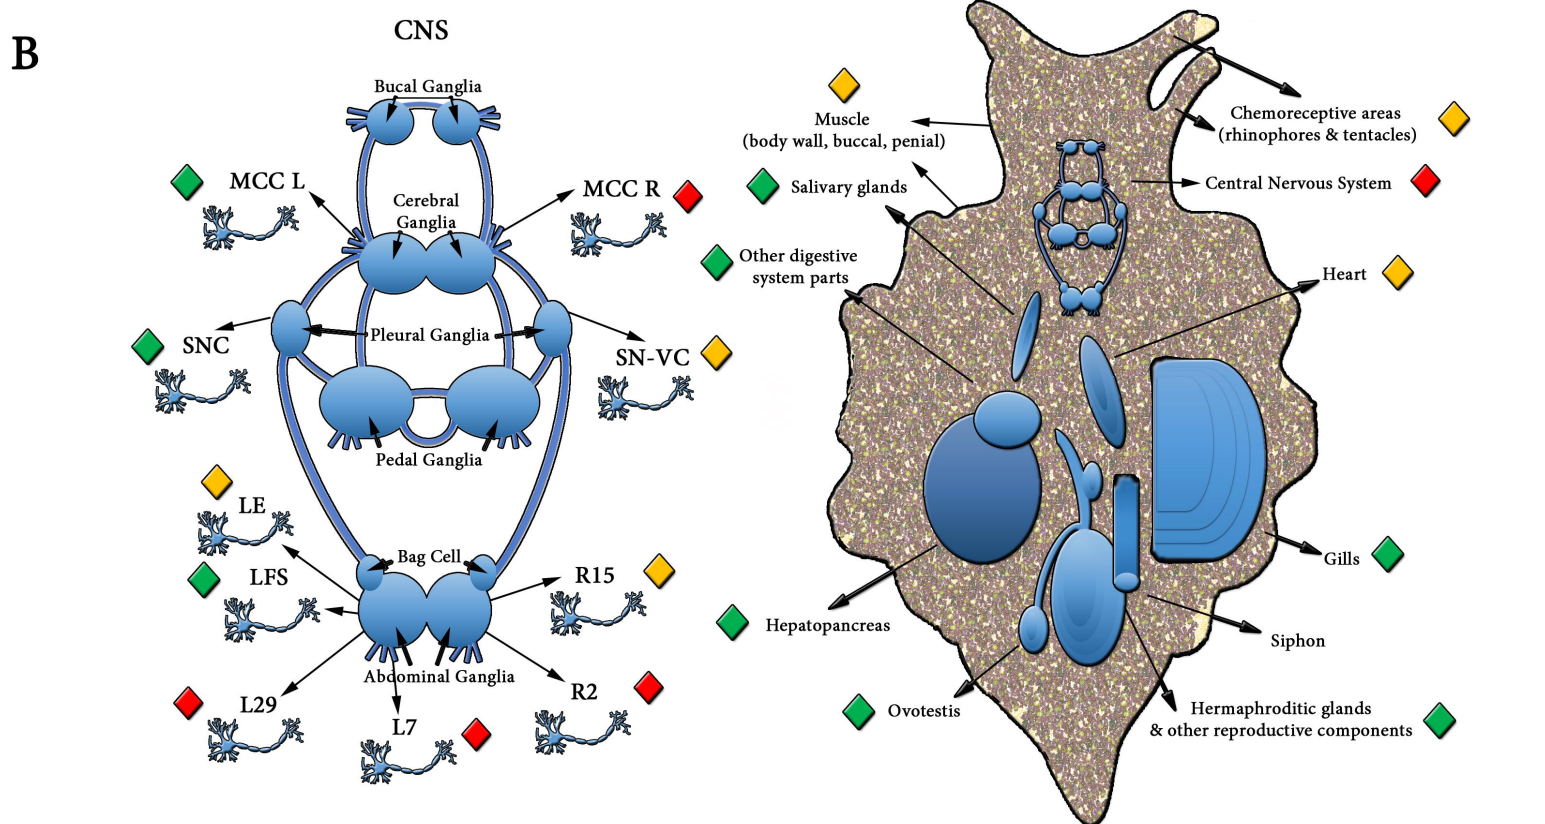 B
CNS
Bucal Ganglia
MCC L
Cerebral
Ganglia
MCC R
SNC
Pleural Ganglia
SN-VC
Pedal Ganglia
LE
Bag Cell
LFS
R15
Abdominal Ganglia
L29
L7
R2
Muscle
(body wall, buccal, penial)
Chemoreceptive areas
(rhinophores & tentacles)
Salivary glands
Central Nervous System
Other digestive
system parts
Heart
Gills
Hepatopancreas
Siphon
Ovotestis
Hermaphroditic glands
& other reproductive components